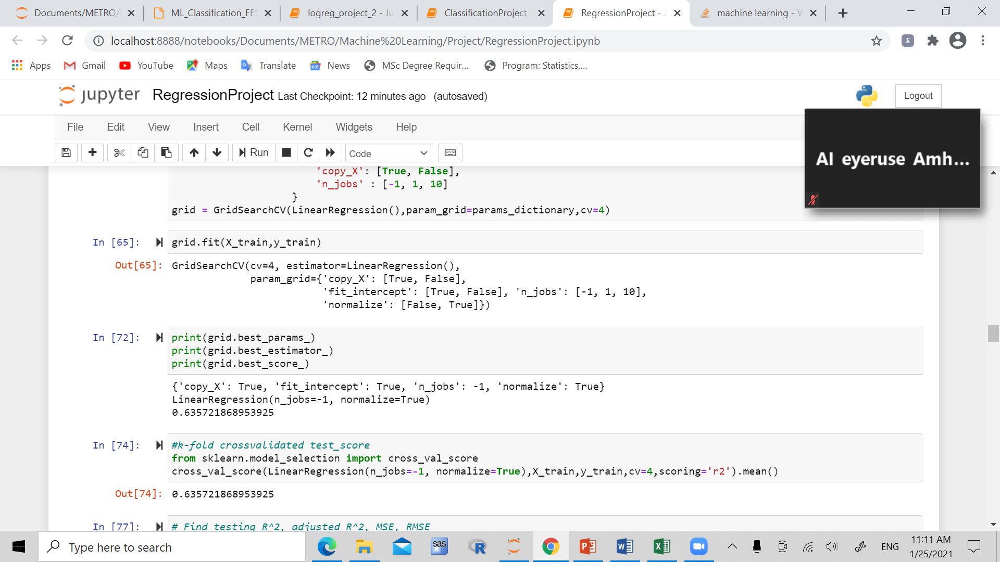 Documents/METRO/
ML_Classification_FE
logreg_project_2 - Ju
ClassificationProject -
RegressionProject - J
machine learning - W
localhost:8888/notebooks/Documents/METRO/Machine%20Learning/Project/RegressionProject.ipynb
S
Apps
Gmail
YouTube
Maps
Translate
News
MSc Degree Requir...
Program: Statistics,...
jupyter RegressionProject Last Checkpoint: 12 minutes ago (autosaved)
Logout
File Edit View Insert Cell Kernel Widgets Help
Run
Code
AI eyeruse Amh...
'copy_X': [True, False],
'n_jobs' : [-1, 1, 10]
}
grid = GridSearchCV(LinearRegression(),param_grid=params_dictionary,cv=4)
In [65]: grid.fit(X_train,y_train)
Out[65]: GridSearchCV(cv=4, estimator=LinearRegression(),
param_grid={'copy_X': [True, False],
'fit_intercept': [True, False], 'n_jobs': [-1, 1, 10],
'normalize': [False, True]})
In [72]: print(grid.best_params_)
print(grid.best_estimator_)
print(grid.best_score_)
{'copy_X': True, 'fit_intercept': True, 'n_jobs': -1, 'normalize': True}
LinearRegression(n_jobs=-1, normalize=True)
0.635721868953925
In [74]: #k-fold crossvalidated test_score
from sklearn.model_selection import cross_val_score
cross_val_score(LinearRegression(n_jobs=-1, normalize=True),X_train,y_train,cv=4,scoring='r2').mean()
Out[74]: 0.635721868953925
In [77]: # Find testing R^2, adjusted R^2, MSE, RMSE
Type here to search
sas
R
P
W
X
ENG
11:11 AM
1/25/2021